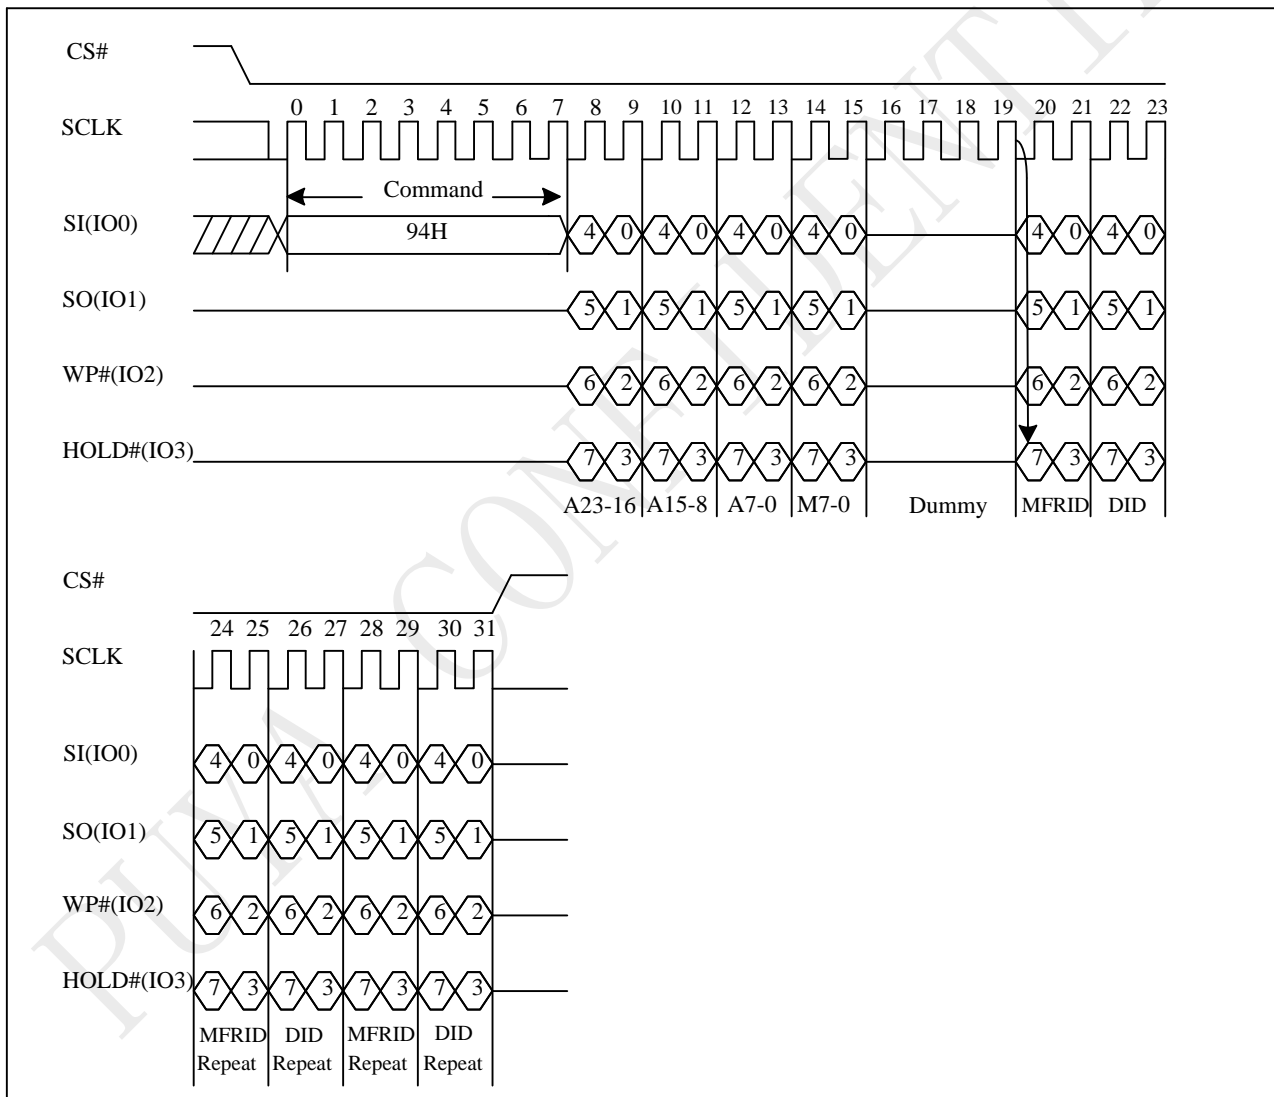 CS#
0 1 2 3 4 5 6 7 8 9 10 11 12 13 14 15 16 17 18 19 20 21 22 23
SCLK
Command
SI(IO0) 94H 4 0 4 0 4 0 4 0 4 0 4 0
SO(IO1) 5 1 5 1 5 1 5 1 5 1 5 1
WP#(IO2) 6 2 6 2 6 2 6 2 6 2 6 2
HOLD#(IO3) 7 3 7 3 7 3 7 3 7 3 7 3
A23-16 A15-8 A7-0 M7-0 Dummy MFRID DID
CS#
24 25 26 27 28 29 30 31
SCLK
SI(IO0) 4 0 4 0 4 0 4 0
SO(IO1) 5 1 5 1 5 1 5 1
WP#(IO2) 6 2 6 2 6 2 6 2
HOLD#(IO3) 7 3 7 3 7 3 7 3
MFRID DID MFRID DID
Repeat Repeat Repeat Repeat
PUYA CONFIDENTI